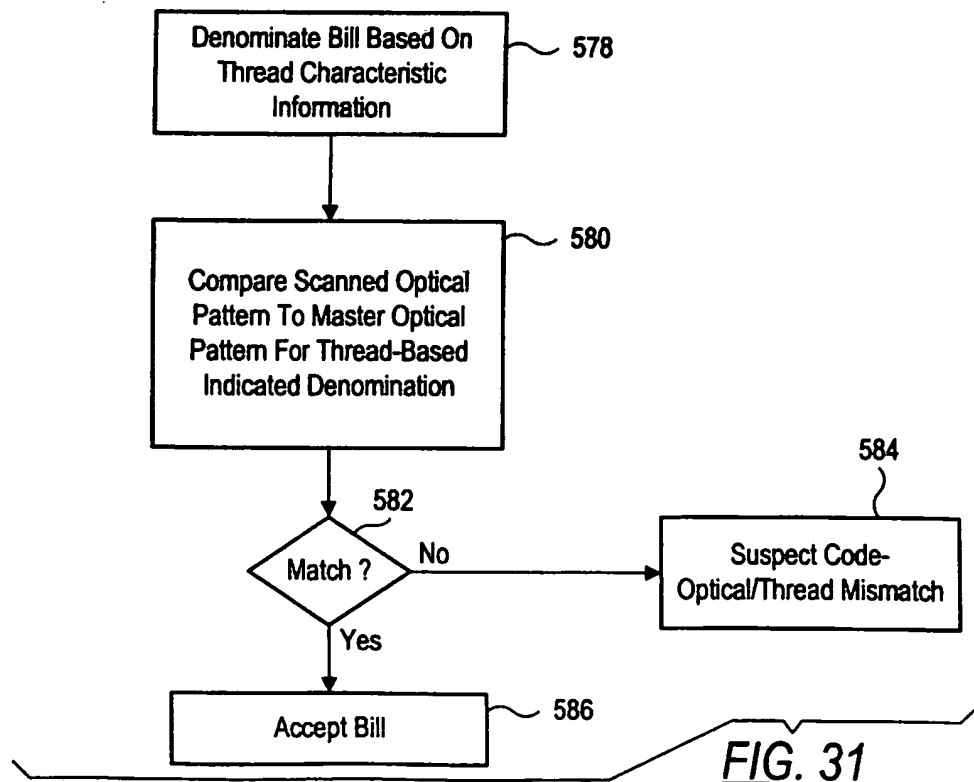 Denominate Bill Based On
Thread Characteristic
Information
578
Compare Scanned Optical
Pattern To Master Optical
Pattern For Thread-Based
Indicated Denomination
580
582
Match ?
No
Yes
584
Suspect Code-
Optical/Thread Mismatch
Accept Bill
586
FIG. 31